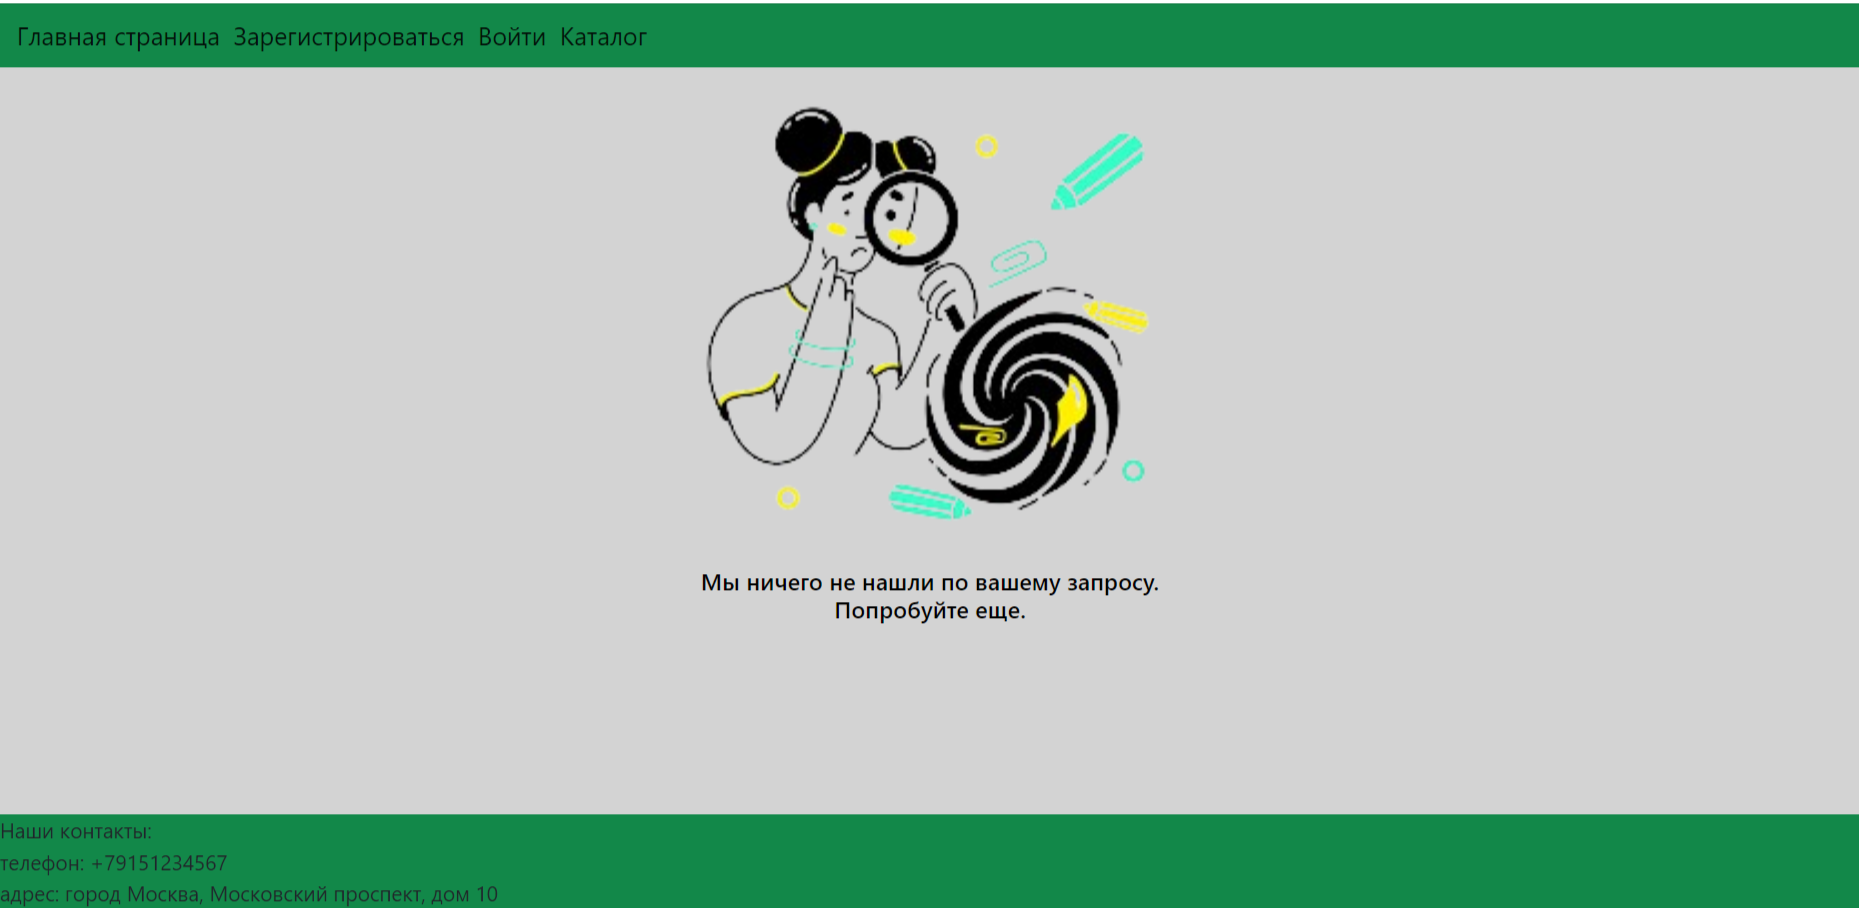 Главная страница Зарегистрироваться Войти Каталог
Мы ничего не нашли по вашему запросу.
Попробуйте еще.
Наши контакты:
телефон: +79151234567
адрес: город Москва, Московский проспект, дом 10